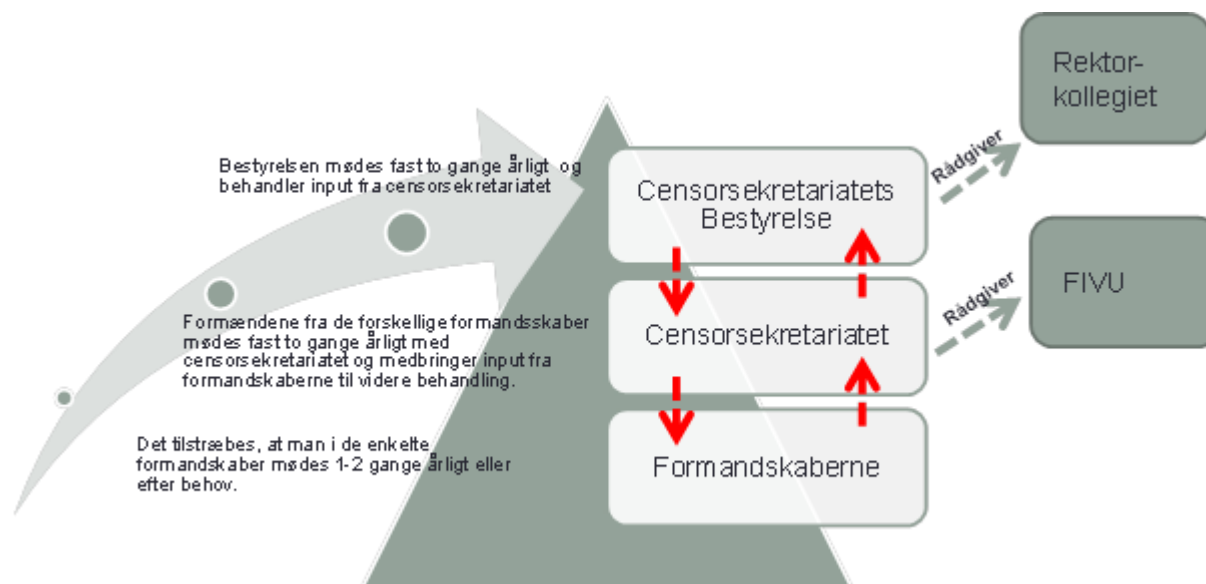 Bestyrelsen mødes fast to gange årligt og
behandler input fra censorsekretariatet
Formændene fra de forskellige formandsskaber
mødes fast to gange årligt med
censorsekretariatet og medbringer input fra
formandskaberne til videre behandling.
Det tilstræbes, at man i de enkelte
formandskaber mødes 1-2 gange årligt eller
efter behov.
Censorsekretariatets
Bestyrelse
Censorsekretariatet
Formandskaberne
Rådgiver
Rektor-
kollegiet
Rådgiver
FIVU